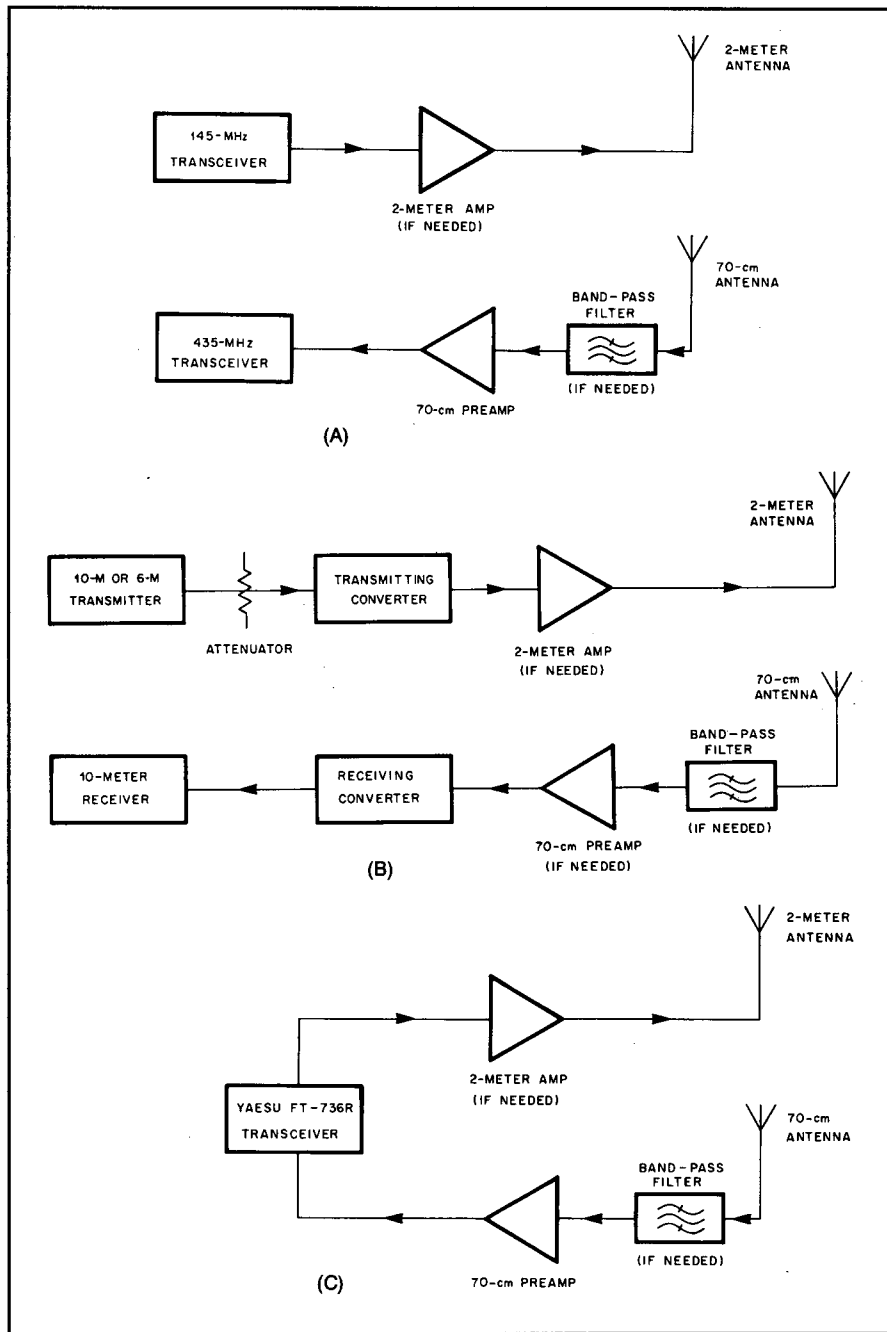 2-METER
ANTENNA
145-MHz
TRANSCEIVER
2-METER AMP
(IF NEEDED)
70-cm
ANTENNA
BAND-PASS
FILTER
435-MHz
TRANSCEIVER
(IF NEEDED)
70-cm PREAMP
(A)
2-METER
ANTENNA
10-M OR 6-M
TRANSMITTER
TRANSMITTING
CONVERTER
ATTENUATOR
2-METER AMP
(IF NEEDED)
70-cm
ANTENNA
BAND-PASS
FILTER
10-METER
RECEIVER
RECEIVING
CONVERTER
(IF NEEDED)
70-cm PREAMP
(IF NEEDED)
(B)
2-METER
ANTENNA
2-METER AMP
(IF NEEDED)
YAESU FT-736R
TRANSCEIVER
70-cm
ANTENNA
BAND-PASS
FILTER
(IF NEEDED)
70-cm PREAMP
(C)